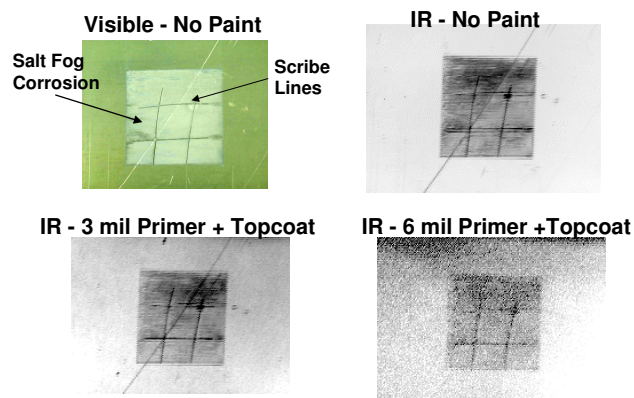 Visible - No Paint
IR - No Paint
Salt Fog
Corrosion
Scribe
Lines
IR - 3 mil Primer + Topcoat
IR - 6 mil Primer +Topcoat